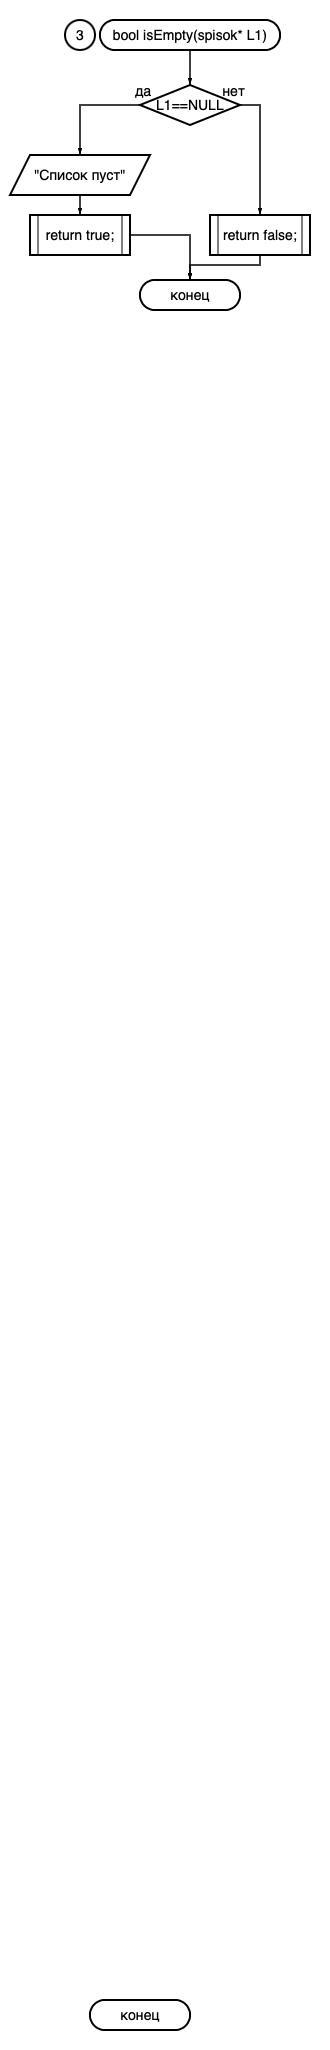 3 bool isEmpty(spisok* L1)
да нет
L1==NULL
"Список пуст"
return true; return false;
конец
конец